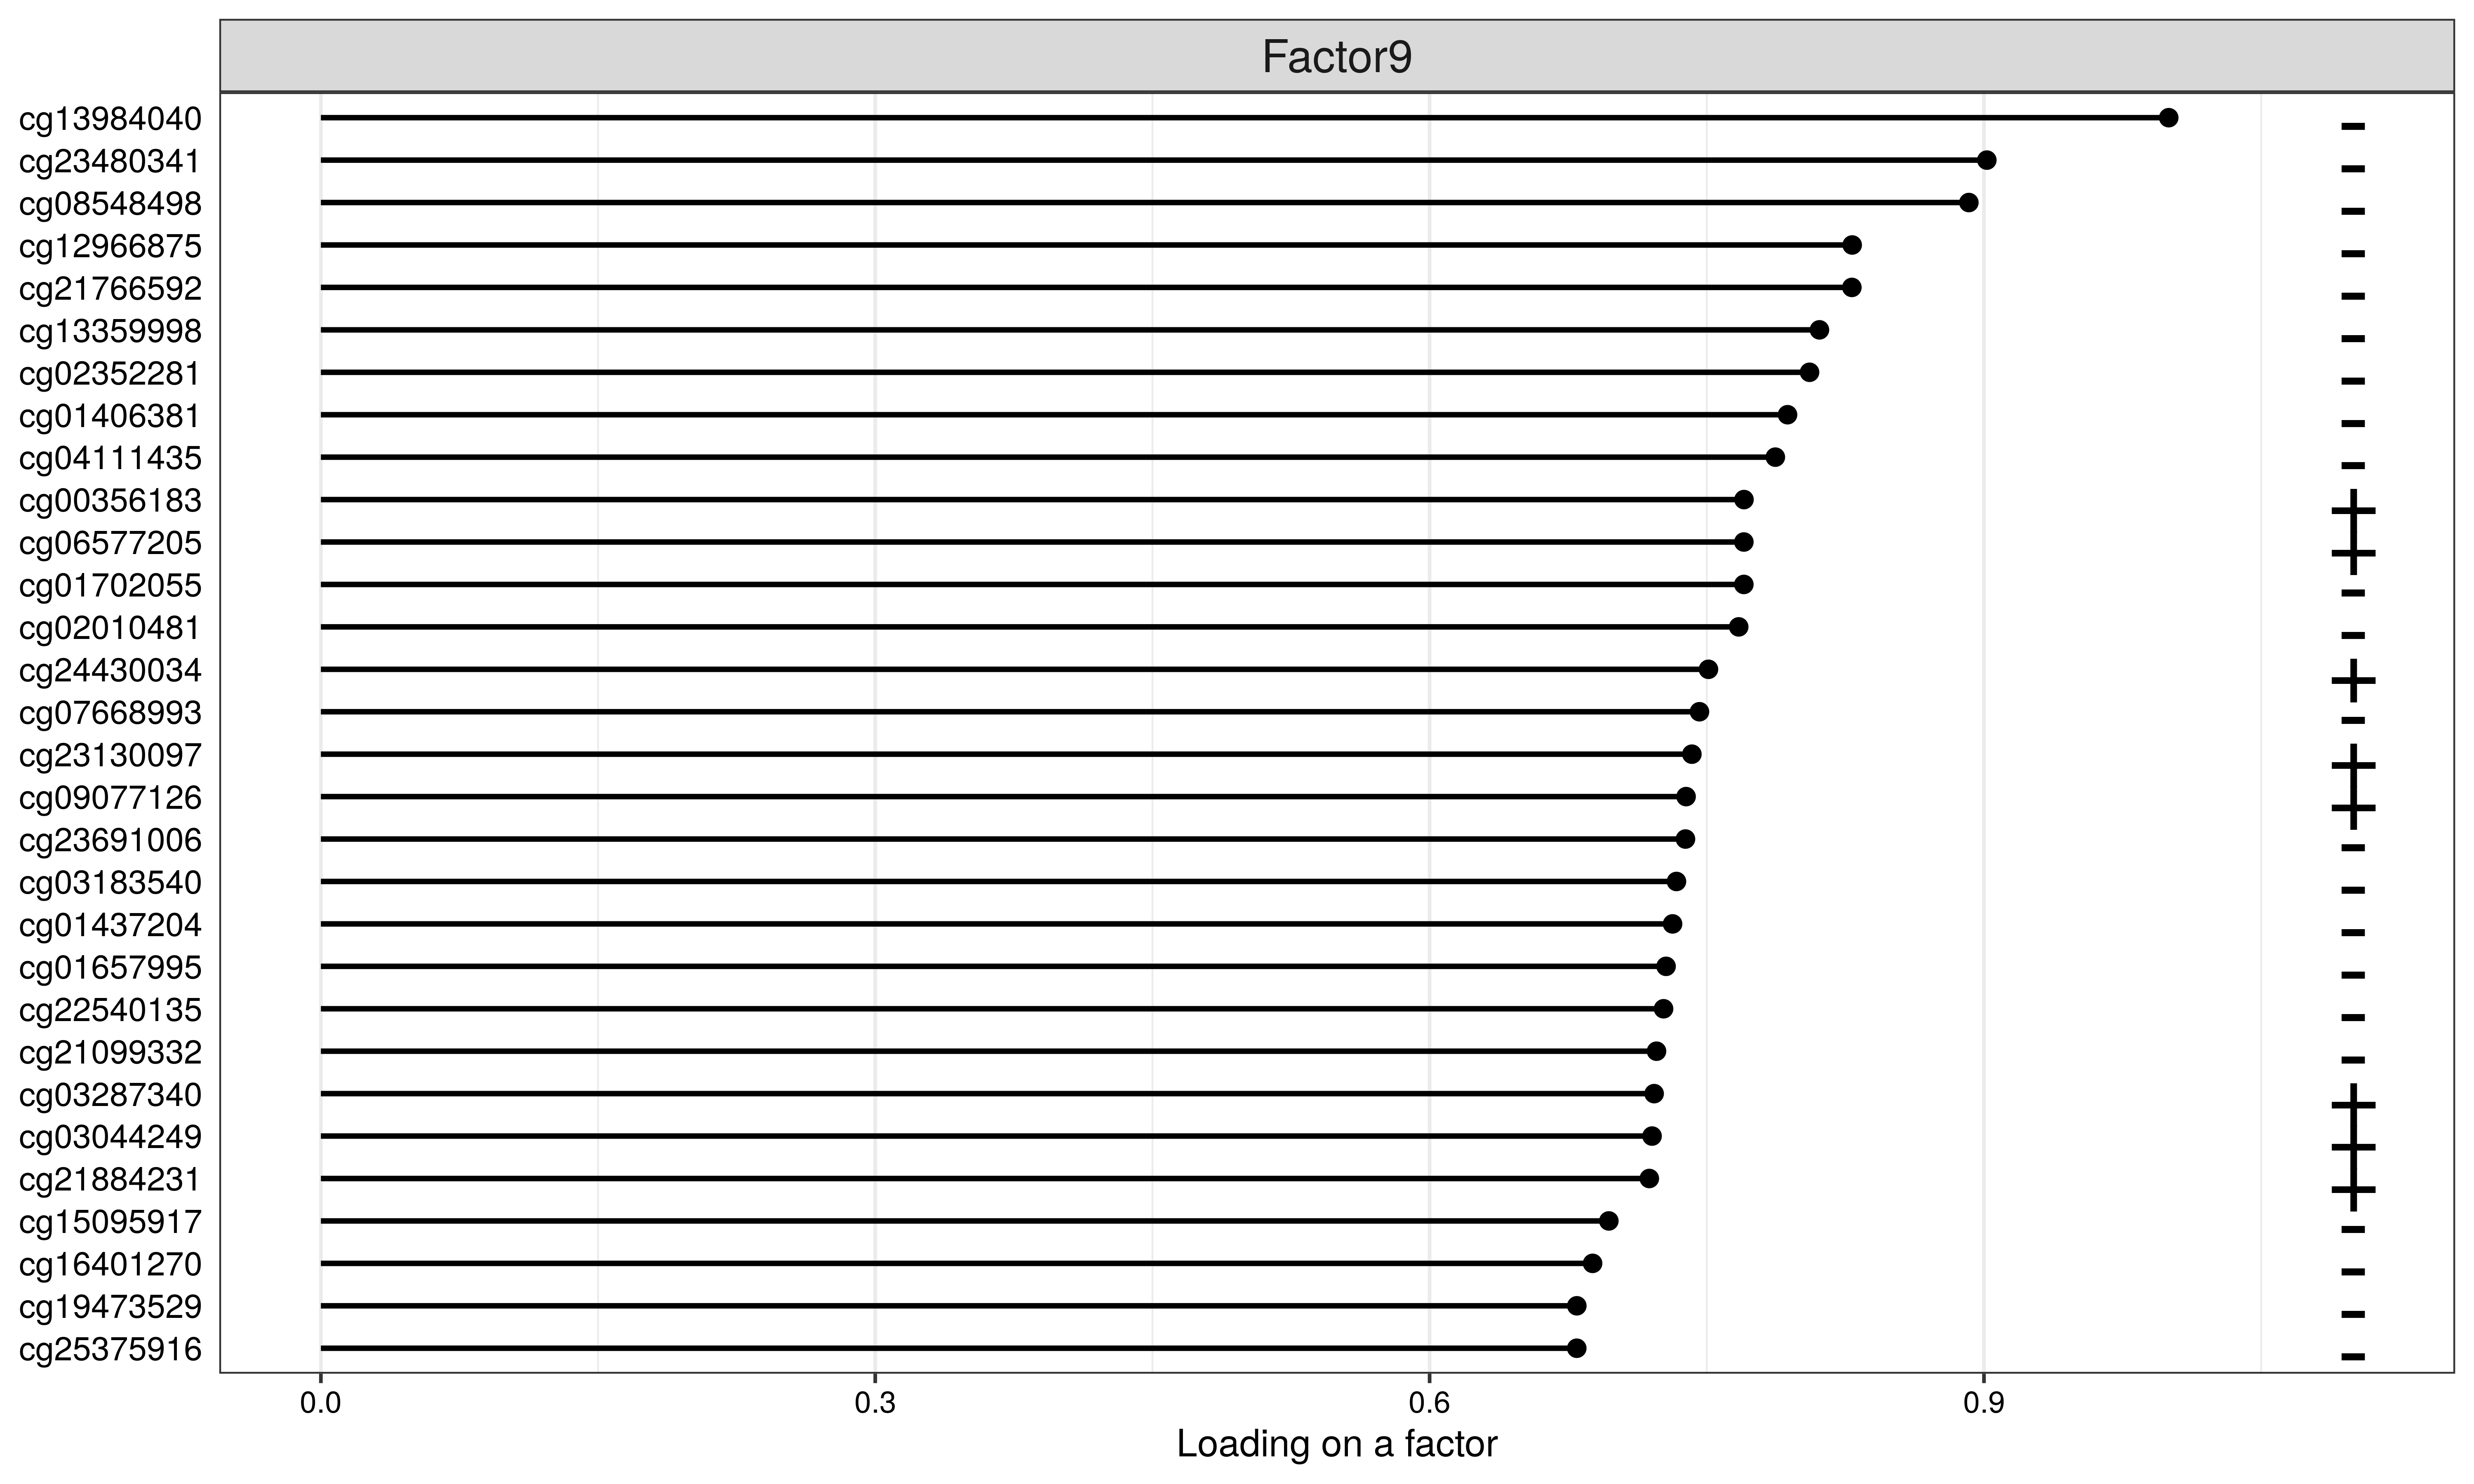 Factor9
cg13984040 -
cg23480341 -
cg08548498 -
cg12966875 -
cg21766592 -
cg13359998 -
cg02352281 -
cg01406381 -
cg04111435 -
cg00356183 +
cg06577205 +
cg01702055 -
cg02010481 -
cg24430034 +
cg07668993 -
cg23130097 +
cg09077126 +
cg23691006 -
cg03183540 -
cg01437204 -
cg01657995 -
cg22540135 -
cg21099332 -
cg03287340 +
cg03044249 +
cg21884231 +
cg15095917 -
cg16401270 -
cg19473529 -
cg25375916 -
0.0 0.3 0.6 0.9
Loading on a factor